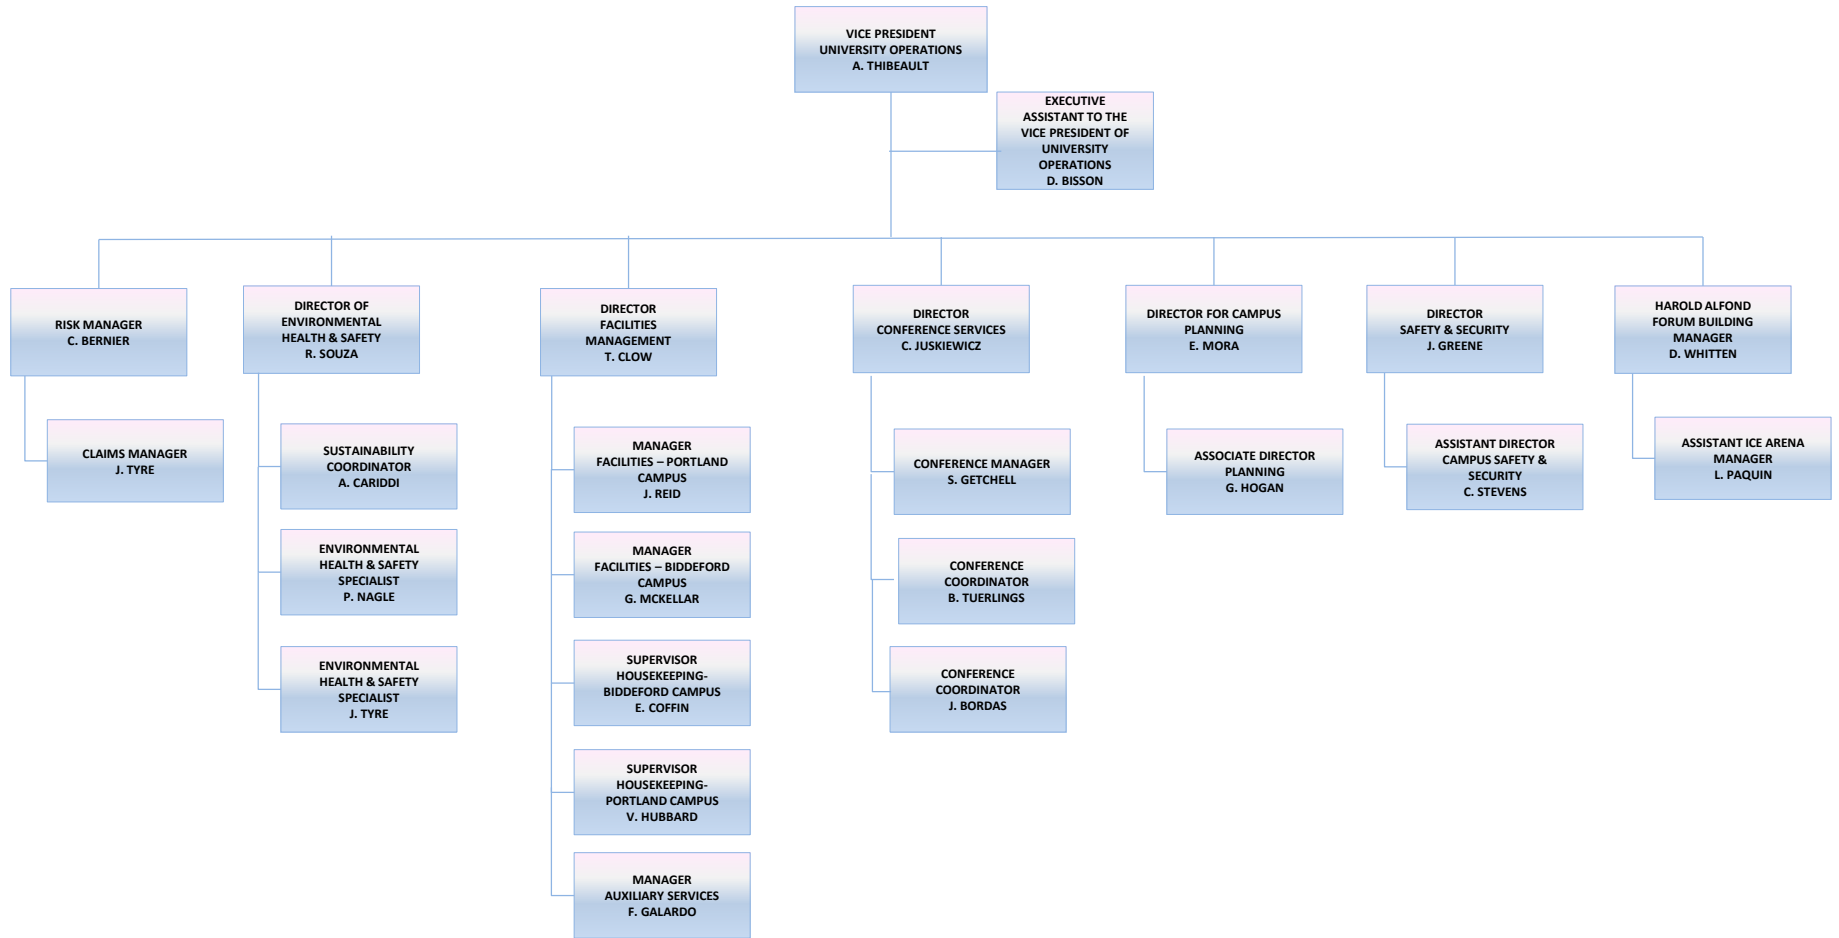 VICE PRESIDENT
UNIVERSITY OPERATIONS
A. THIBEAULT
EXECUTIVE
ASSISTANT TO THE
VICE PRESIDENT OF
UNIVERSITY
OPERATIONS
D. BISSON
RISK MANAGER
C. BERNIER
DIRECTOR OF
ENVIRONMENTAL
HEALTH & SAFETY
R. SOUZA
DIRECTOR
FACILITIES
MANAGEMENT
T. CLOW
DIRECTOR
CONFERENCE SERVICES
C. JUSKIEWICZ
DIRECTOR FOR CAMPUS
PLANNING
E. MORA
DIRECTOR
SAFETY & SECURITY
J. GREENE
HAROLD ALFOND
FORUM BUILDING
MANAGER
D. WHITTEN
CLAIMS MANAGER
J. TYRE
SUSTAINABILITY
COORDINATOR
A. CARIDDI
MANAGER
FACILITIES – PORTLAND
CAMPUS
J. REID
CONFERENCE MANAGER
S. GETCHELL
ASSOCIATE DIRECTOR
PLANNING
G. HOGAN
ASSISTANT DIRECTOR
CAMPUS SAFETY &
SECURITY
C. STEVENS
ASSISTANT ICE ARENA
MANAGER
L. PAQUIN
ENVIRONMENTAL
HEALTH & SAFETY
SPECIALIST
P. NAGLE
MANAGER
FACILITIES – BIDDEFORD
CAMPUS
G. MCKELLAR
CONFERENCE
COORDINATOR
B. TUERLINGS
ENVIRONMENTAL
HEALTH & SAFETY
SPECIALIST
J. TYRE
SUPERVISOR
HOUSEKEEPING-
BIDDEFORD CAMPUS
E. COFFIN
CONFERENCE
COORDINATOR
J. BORDAS
SUPERVISOR
HOUSEKEEPING-
PORTLAND CAMPUS
V. HUBBARD
MANAGER
AUXILIARY SERVICES
F. GALARDO